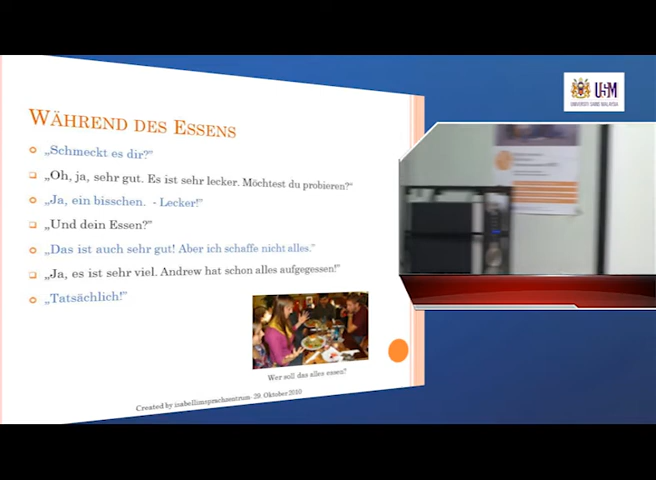 WÄHREND DES ESSENS
„Schmeckt es dir?”
„Oh, ja, sehr gut. Es ist sehr lecker. Möchtest du probieren?“
„Ja, ein bisschen. - Lecker!”
„Und dein Essen?”
„Das ist auch sehr gut! Aber ich schaffe nicht alles.”
„Ja, es ist sehr viel. Andrew hat schon alles aufgegessen!”
„Tatsächlich!”
Wer soll das alles essen?
Created by isabellimsprachzentrum- 29. Oktober 2010
USM
UNIVERSITI SAINS MALAYSIA